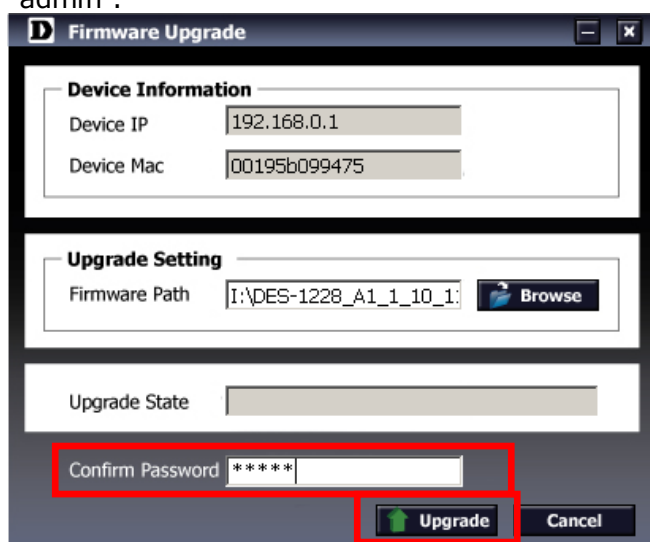 admin".
D Firmware Upgrade
Device Information
Device IP 192.168.0.1
Device Mac 00195b099475
Upgrade Setting
Firmware Path I:\DES-1228_A1_1_10_1 Browse
Upgrade State
Confirm Password *****
Upgrade Cancel